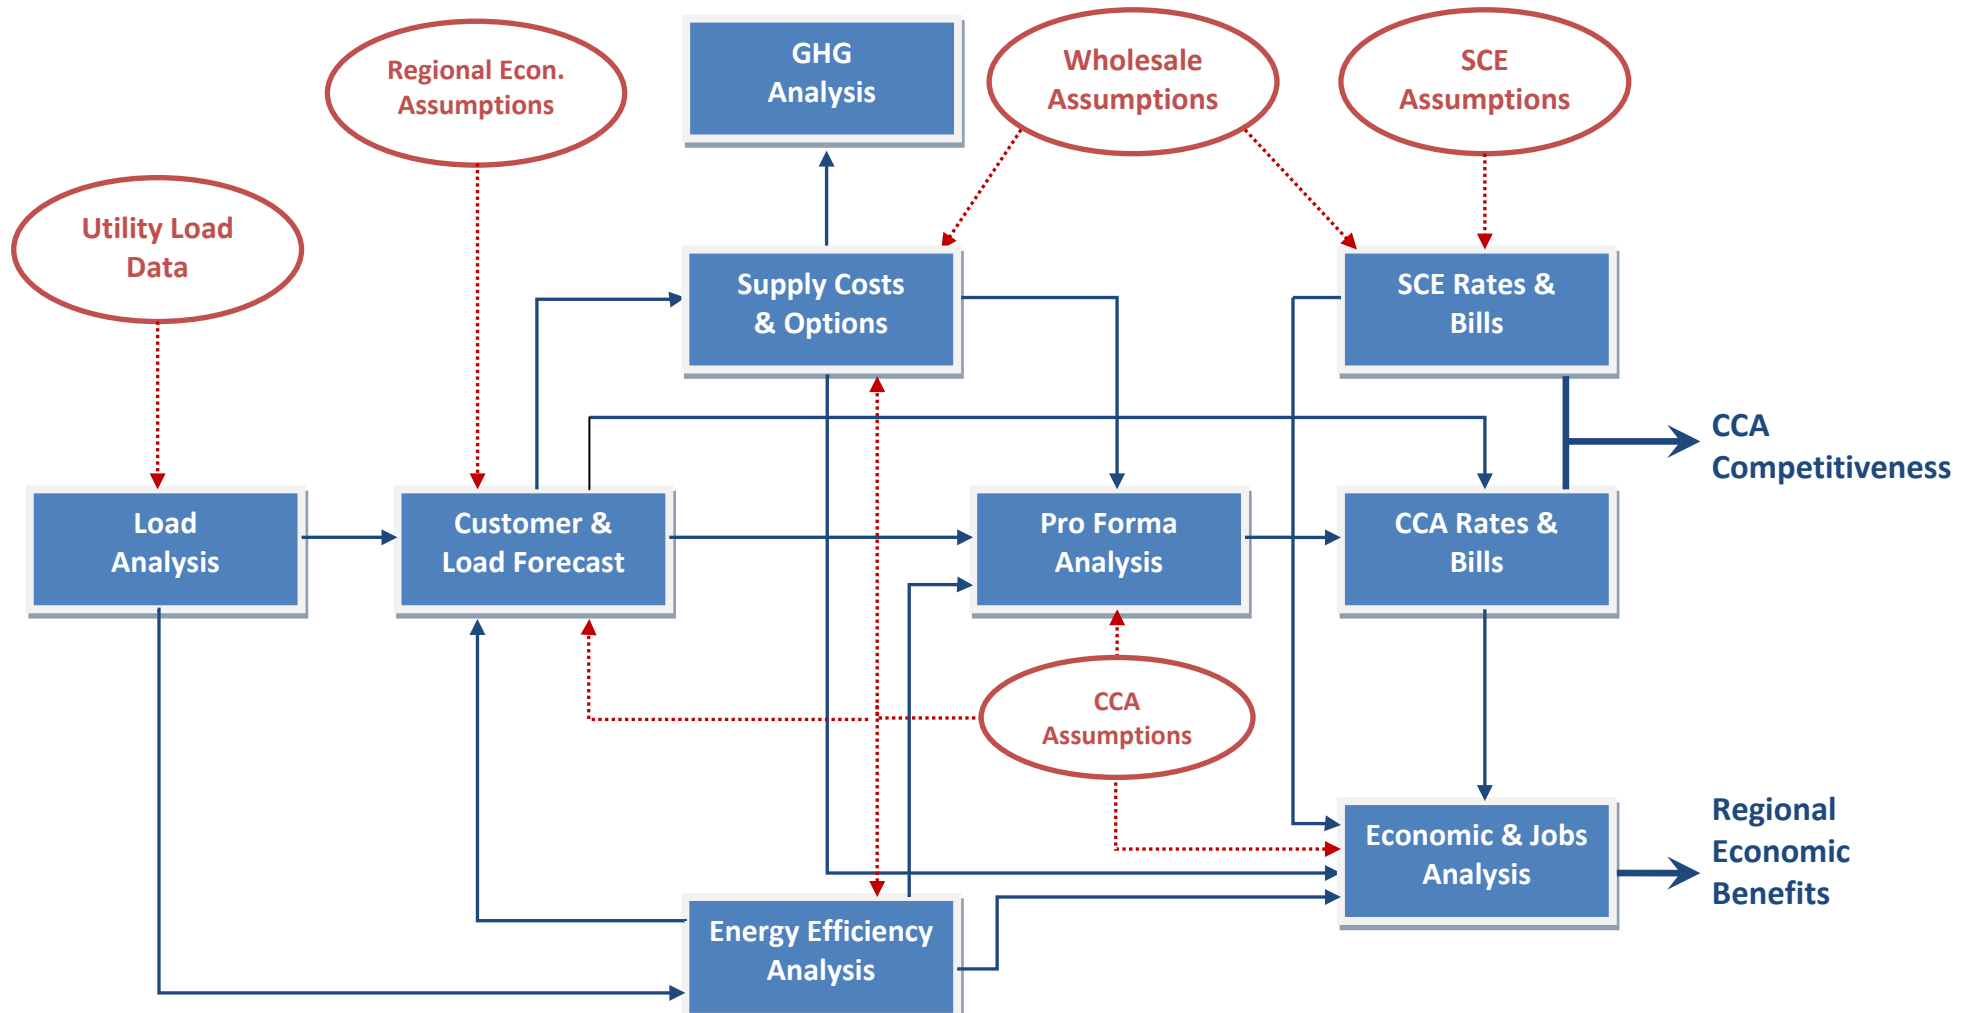 GHG
Analysis
Wholesale
Assumptions
SCE
Assumptions
Regional Econ.
Assumptions
Utility Load
Data
Supply Costs
& Options
SCE Rates &
Bills
CCA
Competitiveness
Load
Analysis
Customer &
Load Forecast
Pro Forma
Analysis
CCA Rates &
Bills
CCA
Assumptions
Economic & Jobs
Analysis
Regional
Economic
Benefits
Energy Efficiency
Analysis